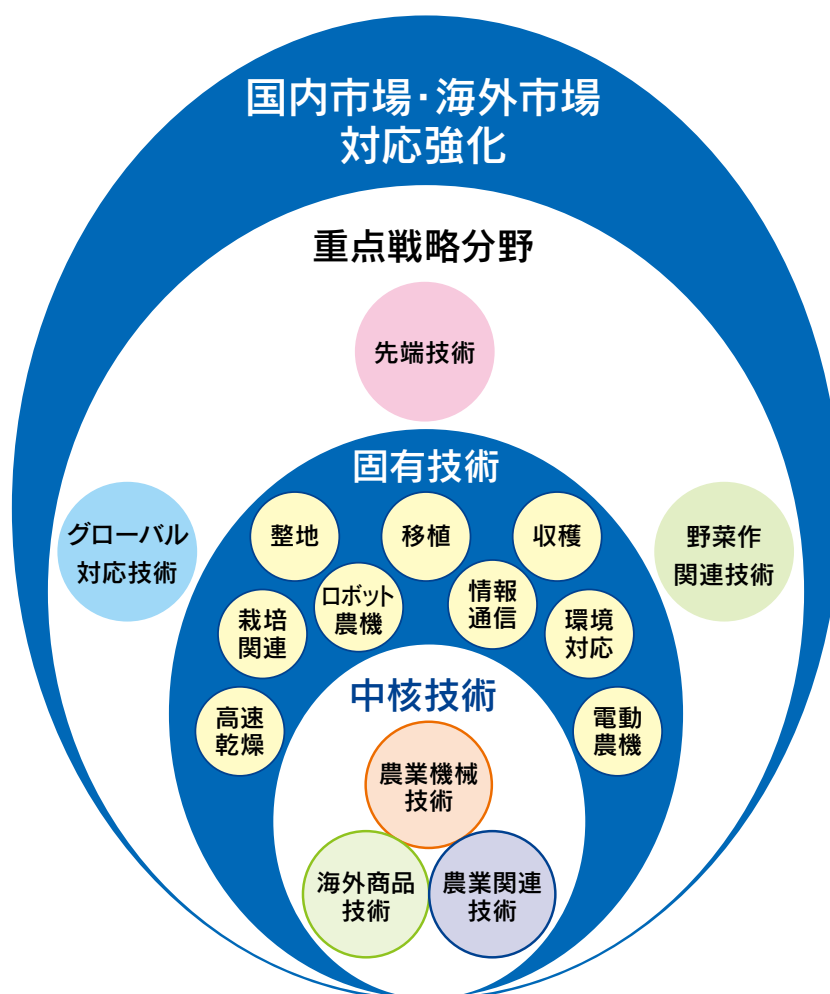 国内市場・海外市場
対応強化
重点戦略分野
先端技術
固有技術
グローバル
対応技術
整地
移植
収穫
野菜作
関連技術
栽培
関連
ロボット
農機
情報
通信
環境
対応
高速
乾燥
電動
農機
中核技術
農業機械
技術
海外商品
技術
農業関連
技術